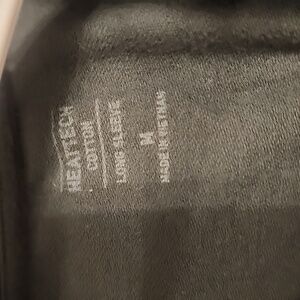 HEATTECH
COTTON
LONG SLEEVE
M
MADE IN VIETNAM